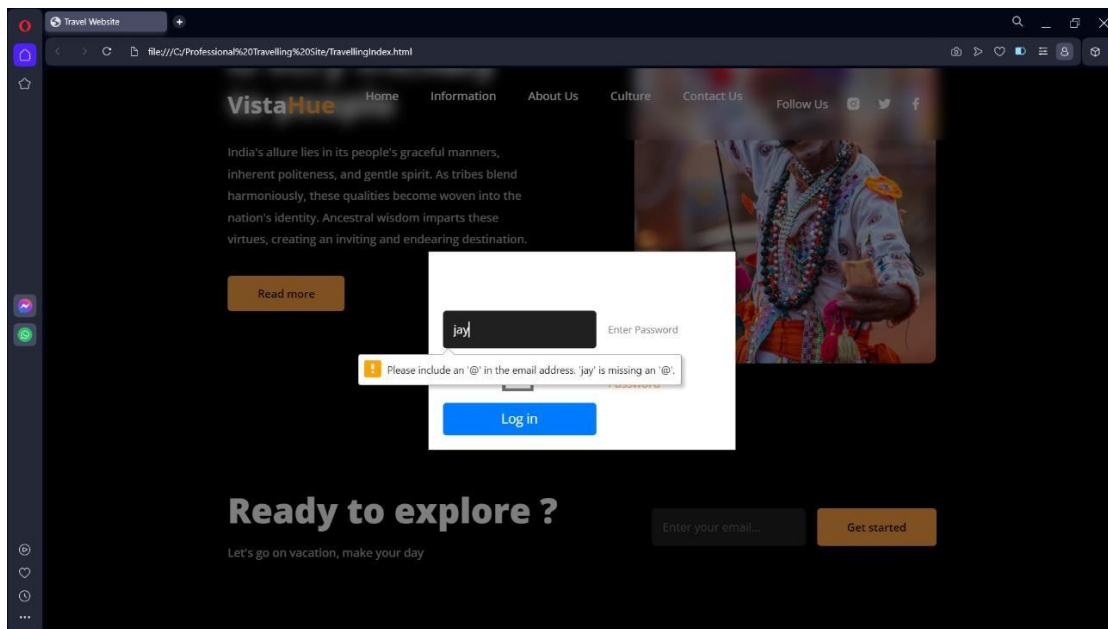 Travel Website
file:///C:/Professional%20Travelling%20Site/TravellingIndex.html
VistaHue Home Information About Us Culture Contact Us Follow Us
India's allure lies in its people's graceful manners,
inherent politeness, and gentle spirit. As tribes blend
harmoniously, these qualities become woven into the
nation's identity. Ancestral wisdom imparts these
virtues, creating an inviting and endearing destination.
Read more
jay Enter Password
Please include an '@' in the email address. 'jay' is missing an '@'.
Password
Log in
Ready to explore ?
Let's go on vacation, make your day
Enter your email...
Get started